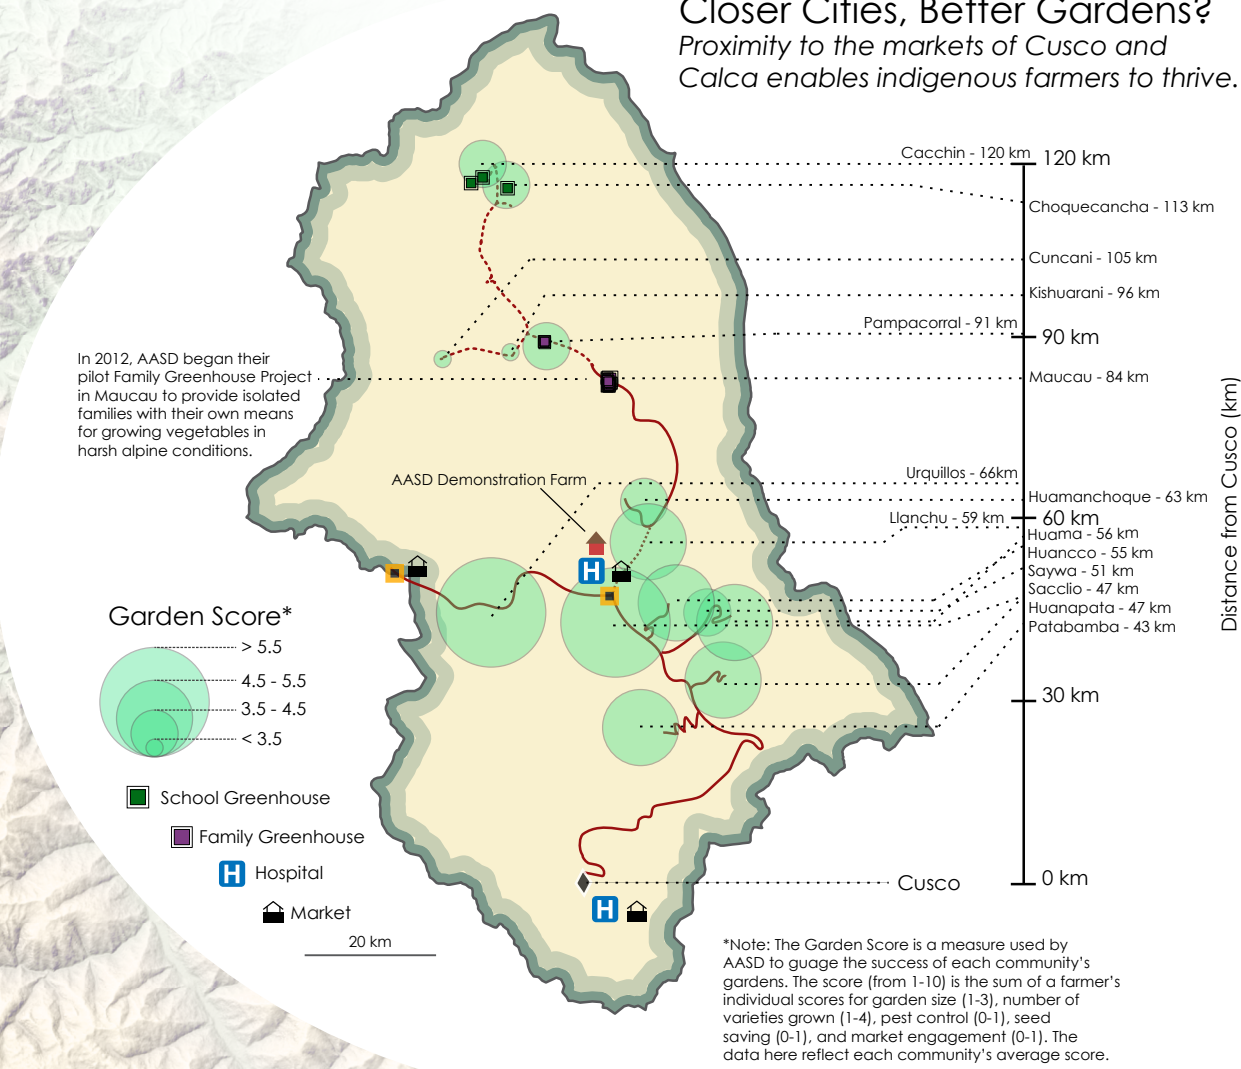 Closer Cities, Better Gardens?
Proximity to the markets of Cusco and
Calca enables indigenous farmers to thrive.
Cacchin - 120 km
120 km
Choquecancha - 113 km
Cuncani - 105 km
Kishuarani - 96 km
Pampacorral - 91 km
90 km
Maucau - 84 km
In 2012, AASD began their
pilot Family Greenhouse Project
in Maucau to provide isolated
families with their own means
for growing vegetables in
harsh alpine conditions.
Distance from Cusco (km)
AASD Demonstration Farm
Urquillos - 66km
Huamanchoque - 63 km
Llanchu - 59 km
60 km
Huama - 56 km
Huancco - 55 km
Saywa - 51 km
Sacclio - 47 km
Huanapata - 47 km
Patabamba - 43 km
H
Garden Score*
> 5.5
4.5 - 5.5
3.5 - 4.5
< 3.5
30 km
School Greenhouse
Family Greenhouse
H Hospital
Market
20 km
Cusco
0 km
H
*Note: The Garden Score is a measure used by
AASD to guage the success of each community's
gardens. The score (from 1-10) is the sum of a farmer's
individual scores for garden size (1-3), number of
varieties grown (1-4), pest control (0-1), seed
saving (0-1), and market engagement (0-1). The
data here reflect each community's average score.